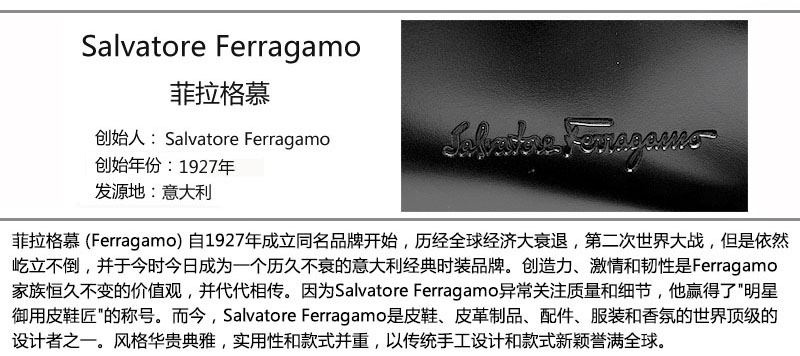 Salvatore Ferragamo
菲拉格慕
创始人： Salvatore Ferragamo
创始年份：1927年
发源地：意大利
Salvatore Ferragamo
菲拉格慕 (Ferragamo) 自1927年成立同名品牌开始，历经全球经济大衰退，第二次世界大战，但是依然
屹立不倒，并于今时今日成为一个历久不衰的意大利经典时装品牌。创造力、激情和韧性是Ferragamo
家族恒久不变的价值观，并代代相传。因为Salvatore Ferragamo异常关注质量和细节，他赢得了"明星
御用皮鞋匠"的称号。而今，Salvatore Ferragamo是皮鞋、皮革制品、配件、服装和香氛的世界顶级的
设计者之一。风格华贵典雅，实用性和款式并重，以传统手工设计和款式新颖誉满全球。